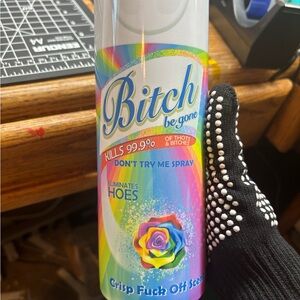 Bitch
be gone
KILLS 99.9% OF THOTS
& BITCHES
DON'T TRY ME SPRAY
ELIMINATES
HOES
Crisp Fuck Off Scent